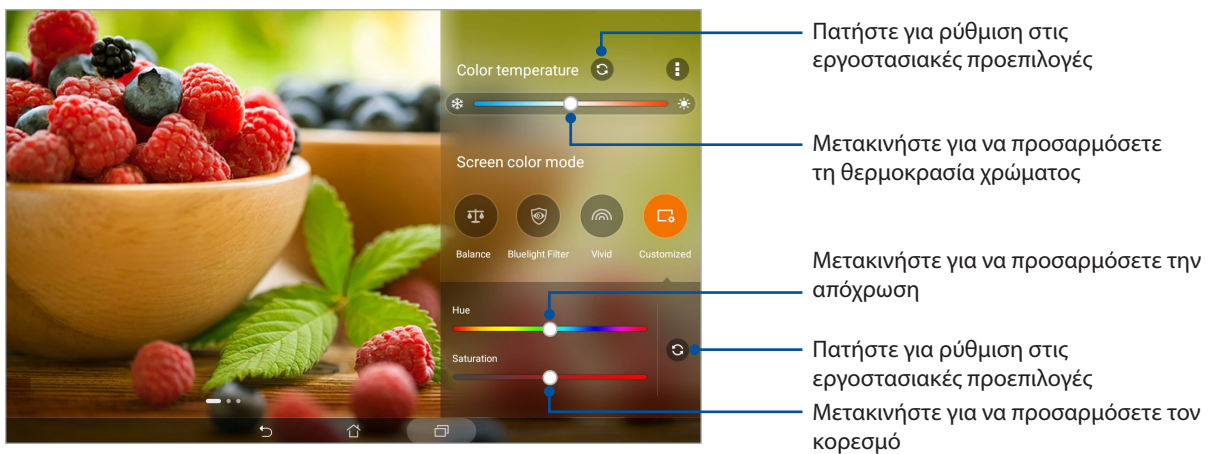 Color temperature
Screen color mode
Balance Bluelight Filter Vivid Customized
Hue
Saturation
Πατήστε για ρύθμιση στις
εργοστασιακές προεπιλογές
Μετακινήστε για να προσαρμόσετε
τη θερμοκρασία χρώματος
Μετακινήστε για να προσαρμόσετε την
απόχρωση
Πατήστε για ρύθμιση στις
εργοστασιακές προεπιλογές
Μετακινήστε για να προσαρμόσετε τον
κορεσμό